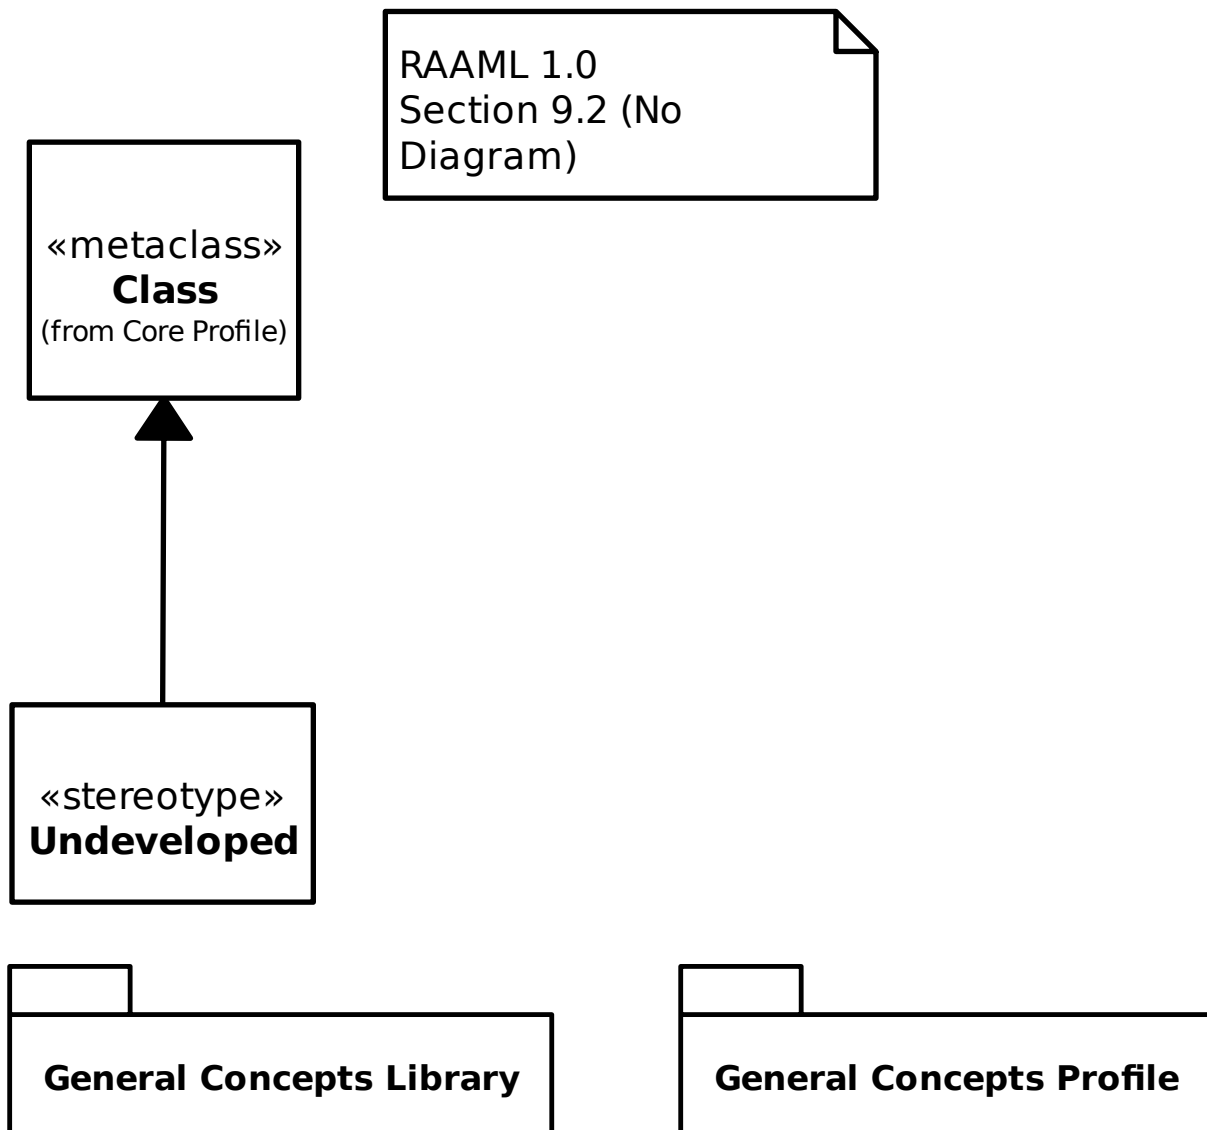 RAAML 1.0
Section 9.2 (No
Diagram)
«metaclass»
Class
(from Core Profile)
«stereotype»
Undeveloped
General Concepts Library
General Concepts Profile